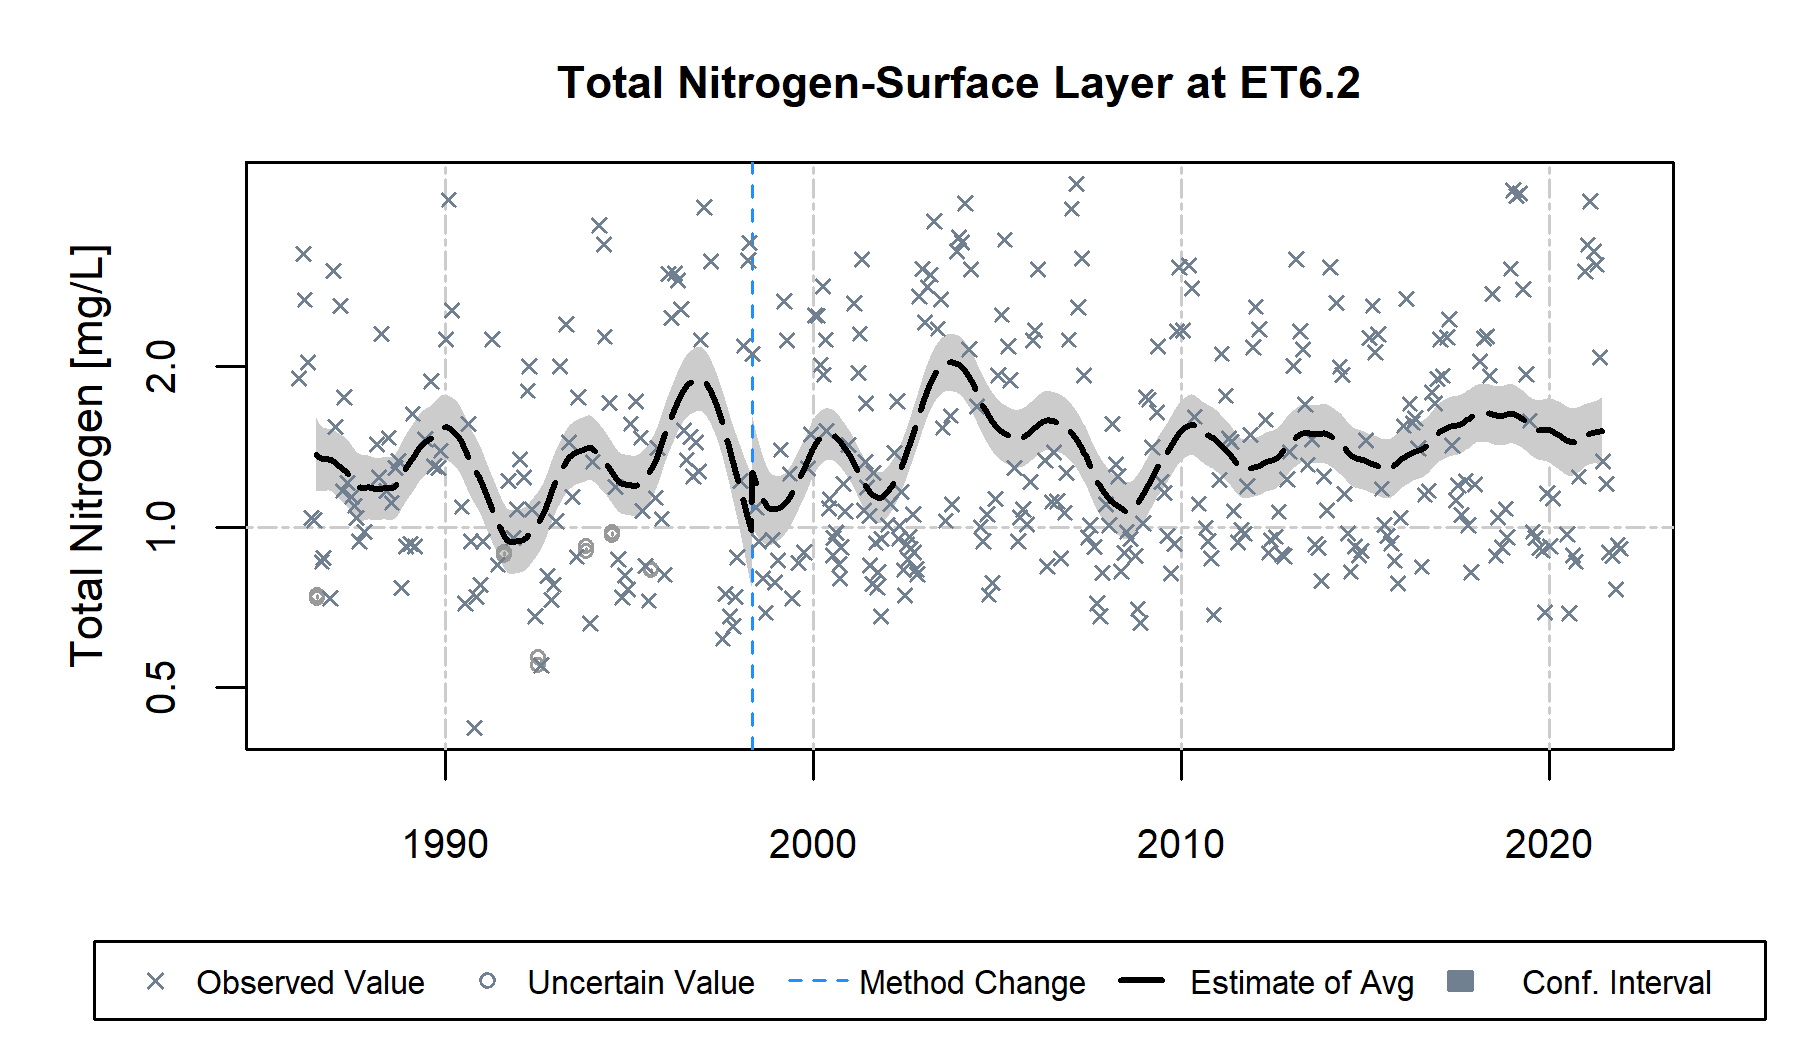 Total Nitrogen-Surface Layer at ET6.2
Total Nitrogen [mg/L]
2.0
1.0
0.5
1990 2000 2010 2020
Observed Value Uncertain Value Method Change Estimate of Avg Conf. Interval